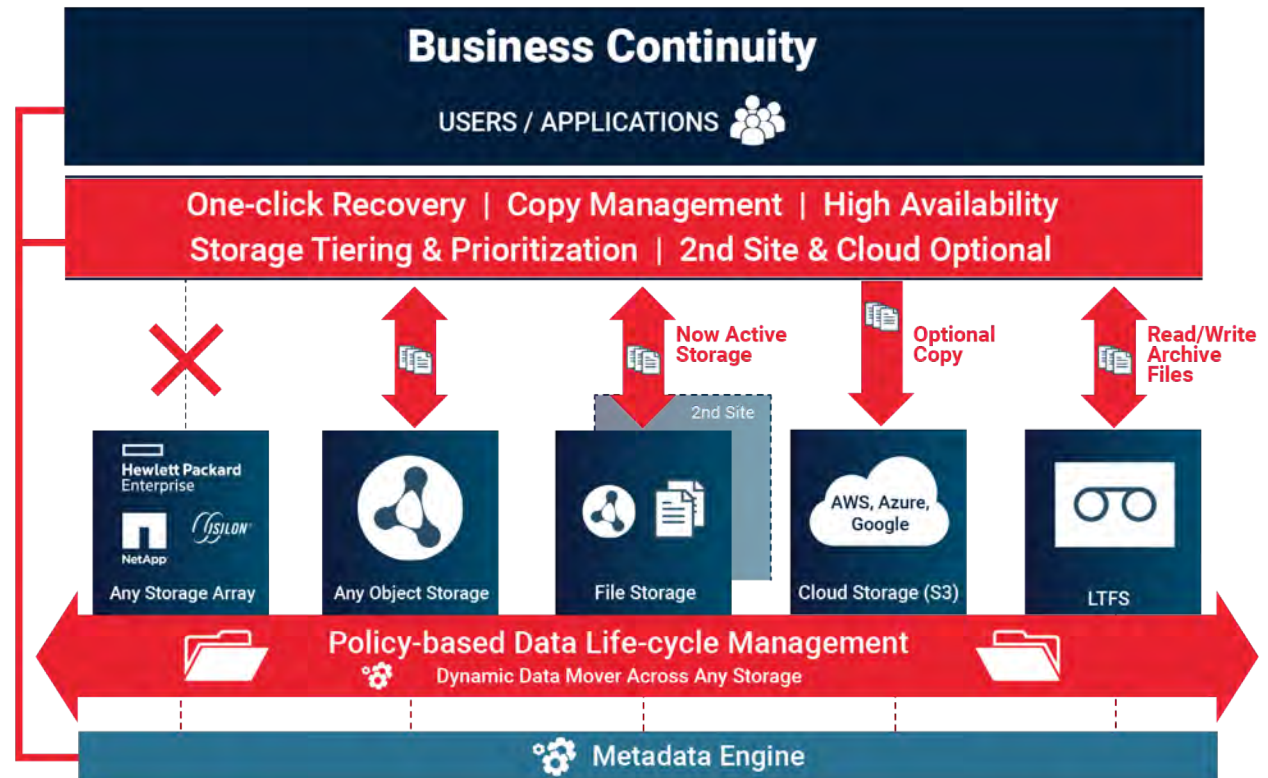 Business Continuity
USERS / APPLICATIONS
One-click Recovery | Copy Management | High Availability
Storage Tiering & Prioritization | 2nd Site & Cloud Optional
Now Active
Storage
Optional
Copy
Read/Write
Archive
Files
2nd Site
Hewlett Packard
Enterprise
NetApp
ISILON
Any Storage Array
Any Object Storage
File Storage
AWS, Azure,
Google
Cloud Storage (S3)
LTFS
Policy-based Data Life-cycle Management
Dynamic Data Mover Across Any Storage
Metadata Engine